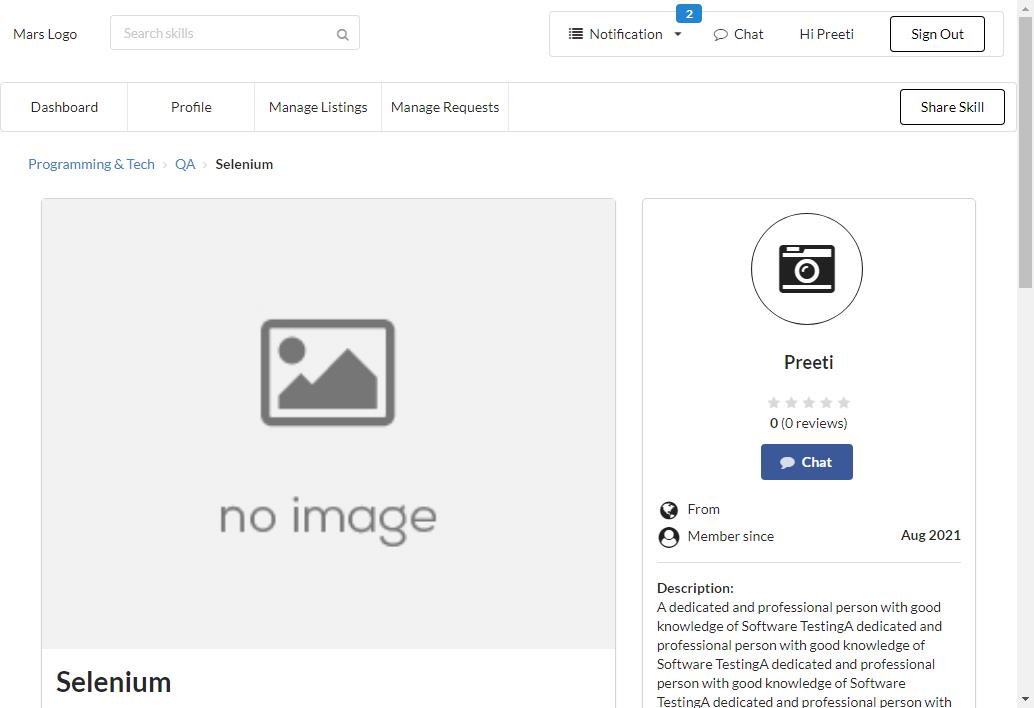 Mars Logo
Search skills
2
Notification
Chat
Hi Preeti
Sign Out
Dashboard
Profile
Manage Listings
Manage Requests
Share Skill
Programming & Tech > QA > Selenium
no image
Selenium
Preeti
0 (0 reviews)
Chat
From
Member since Aug 2021
Description:
A dedicated and professional person with good
knowledge of Software TestingA dedicated and
professional person with good knowledge of
Software TestingA dedicated and professional
person with good knowledge of Software
TestingA dedicated and professional person with